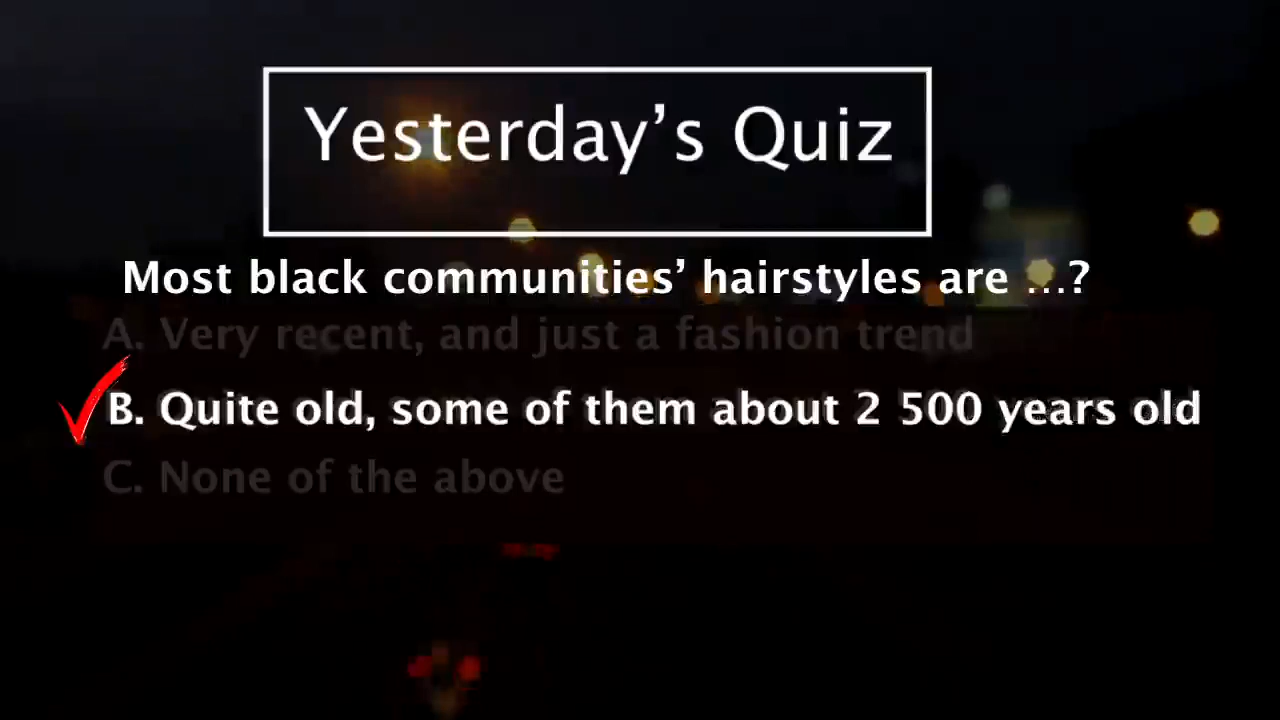 Yesterday’s Quiz
Most black communities’ hairstyles are ...?
A. Very recent, and just a fashion trend
B. Quite old, some of them about 2 500 years old
C. None of the above